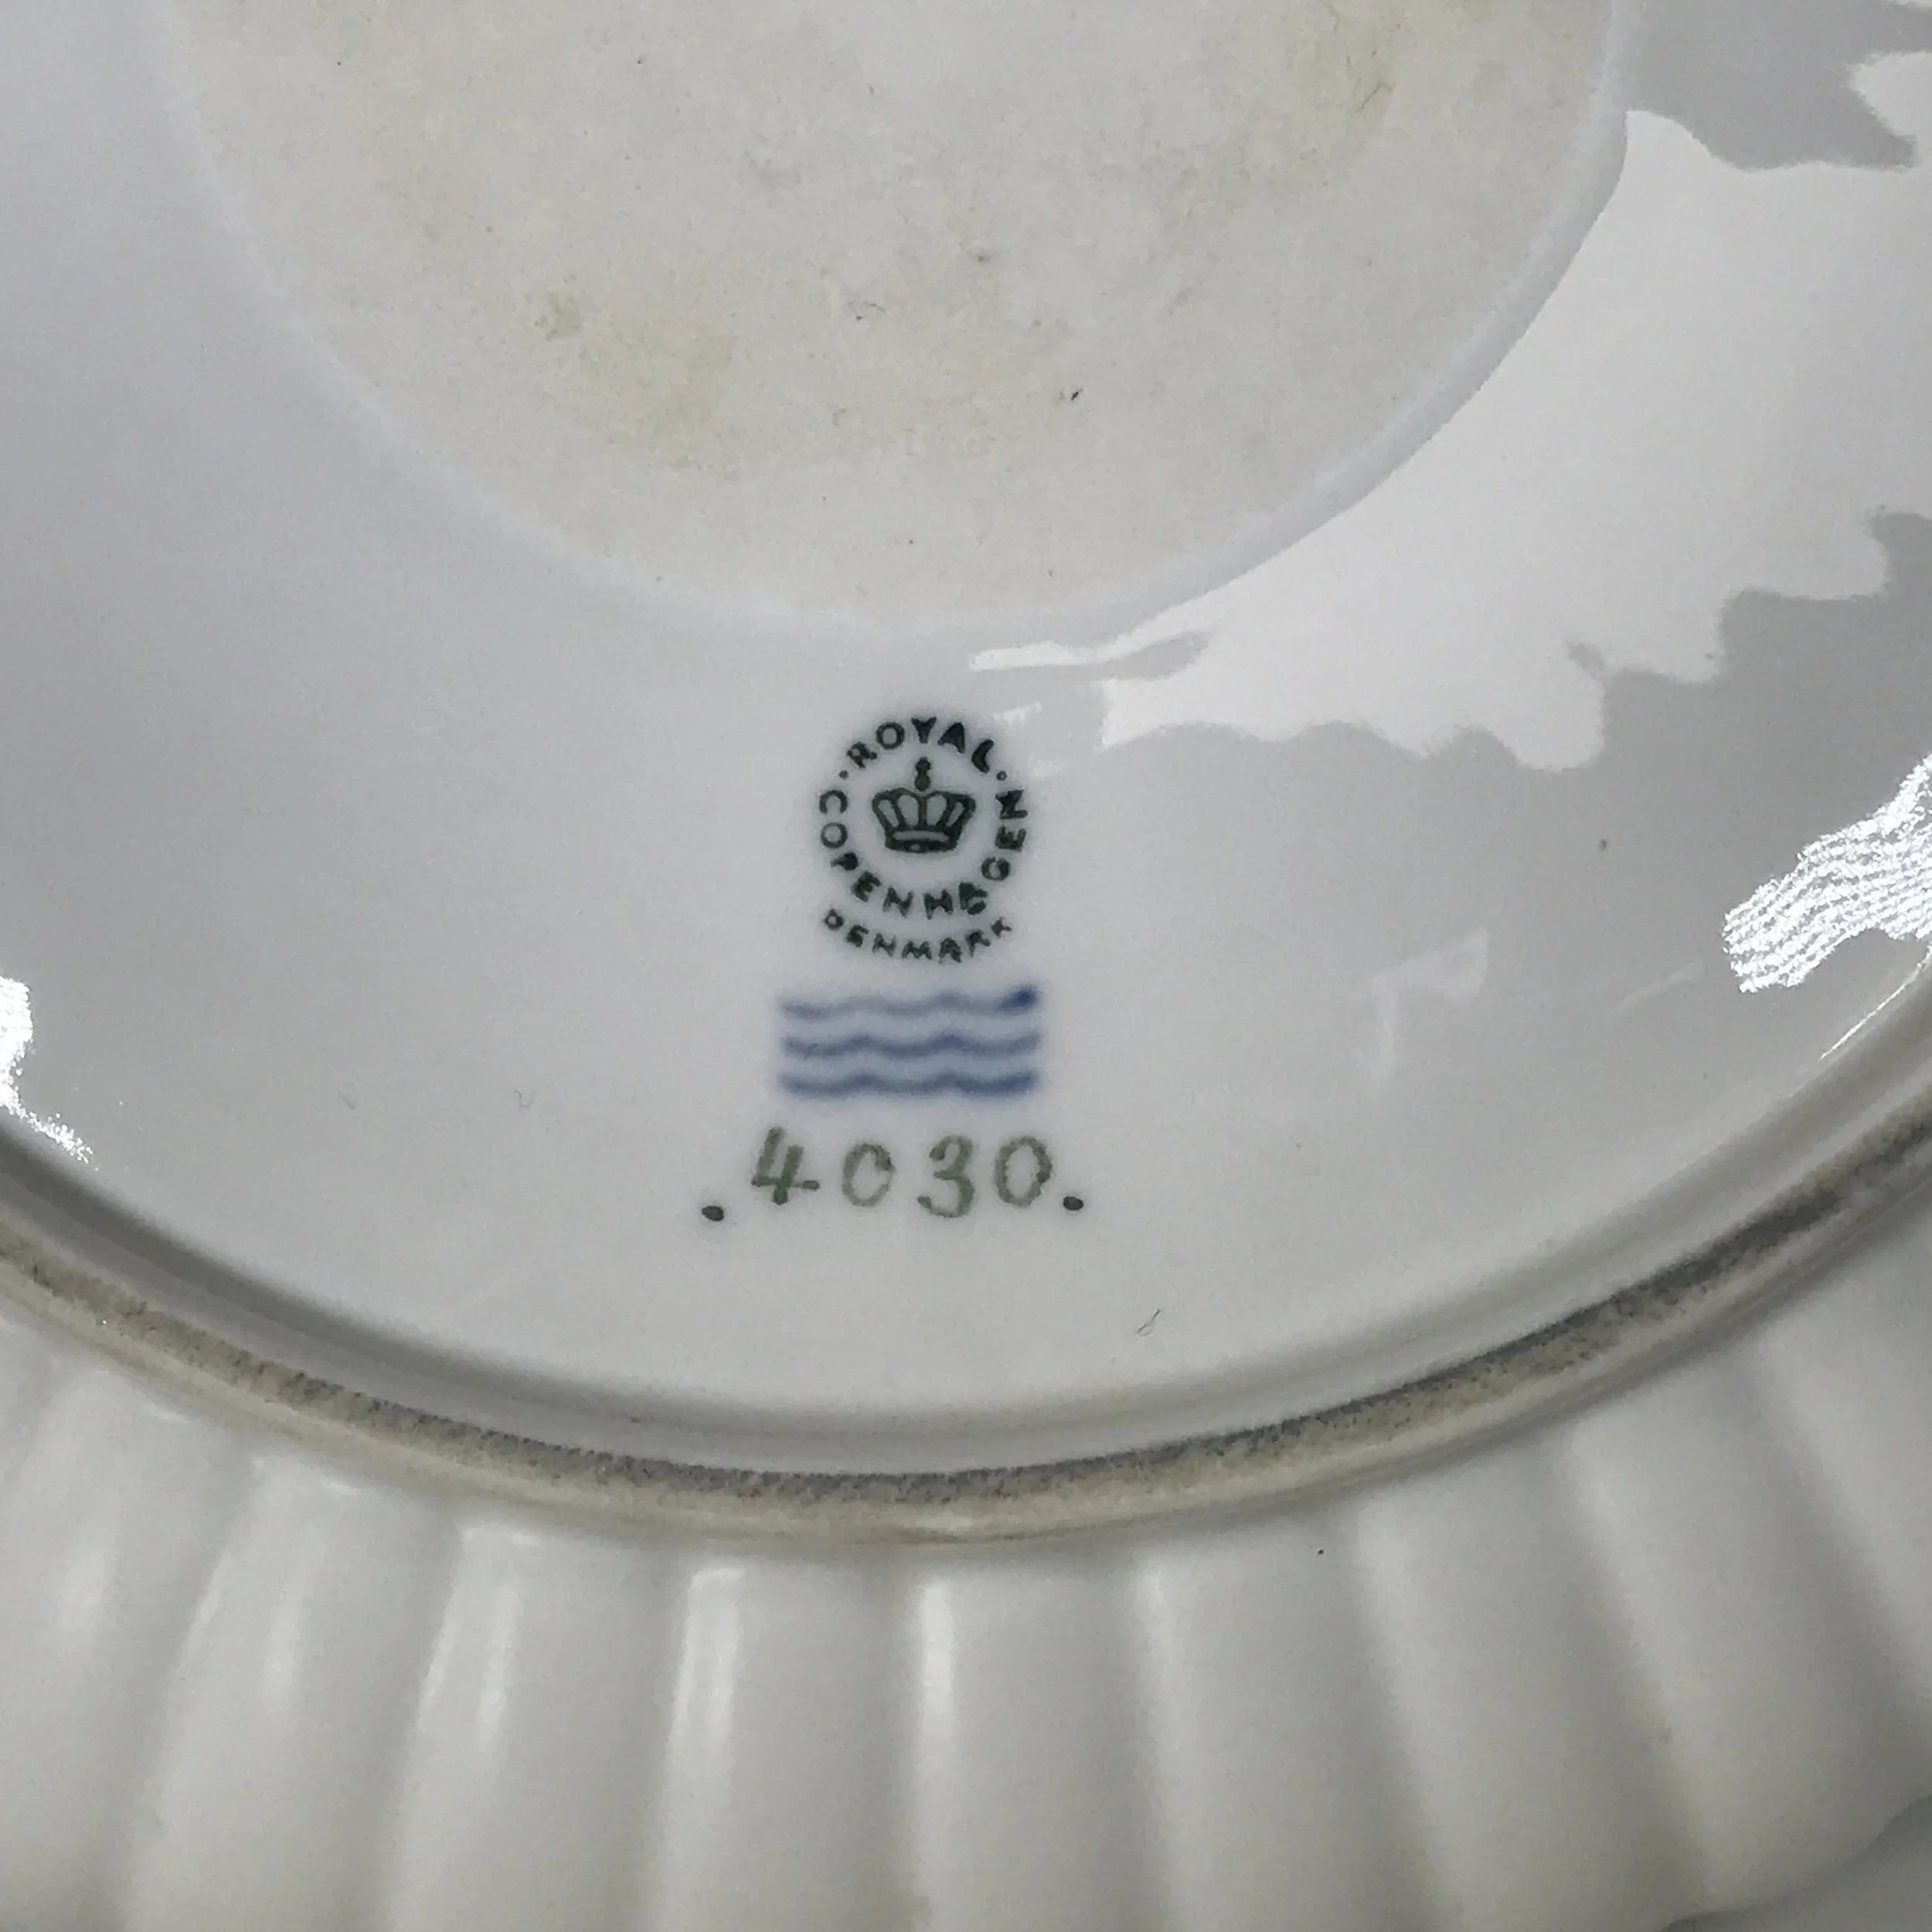 ROYAL
COPENHAGEN
DENMARK
.4030.